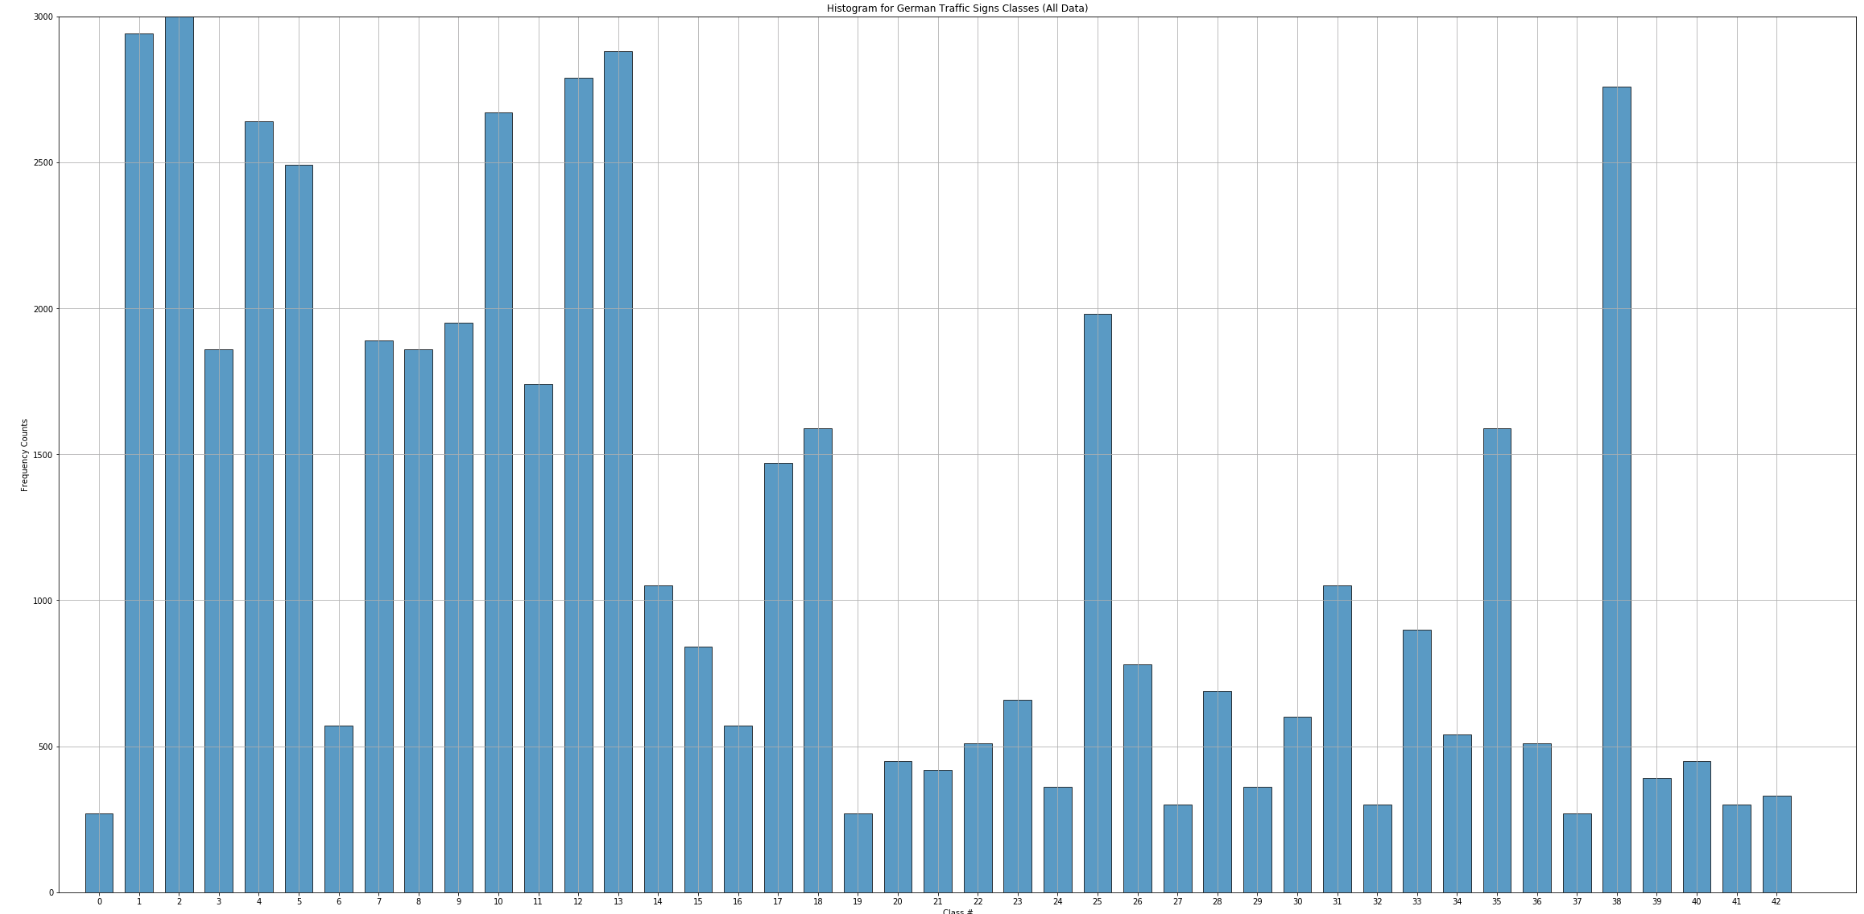 Histogram for German Traffic Signs Classes (All Data)
3000
2500
2000
1500
1000
500
0
Frequency Counts
0 1 2 3 4 5 6 7 8 9 10 11 12 13 14 15 16 17 18 19 20 21 22 23 24 25 26 27 28 29 30 31 32 33 34 35 36 37 38 39 40 41 42
Class #